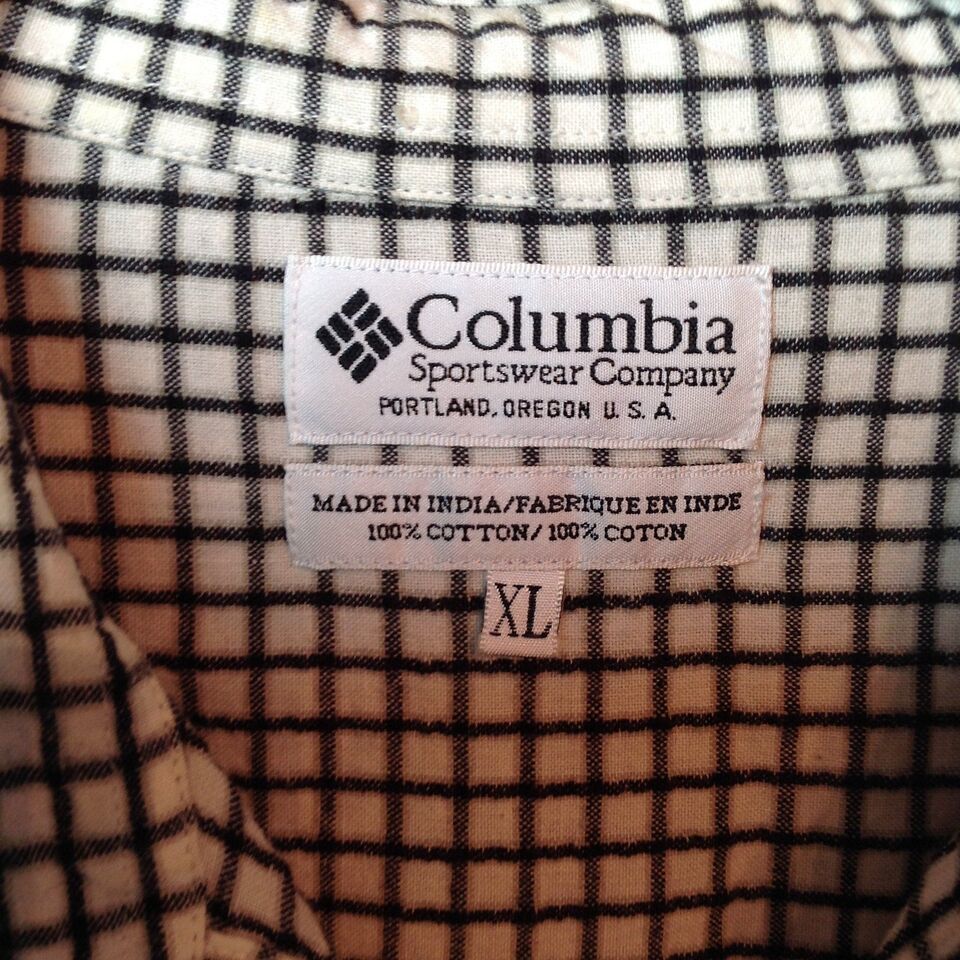 Columbia
Sportswear Company
PORTLAND, OREGON U.S.A.
MADE IN INDIA/FABRIQUE EN INDE
100% COTTON/100% COTON
XL